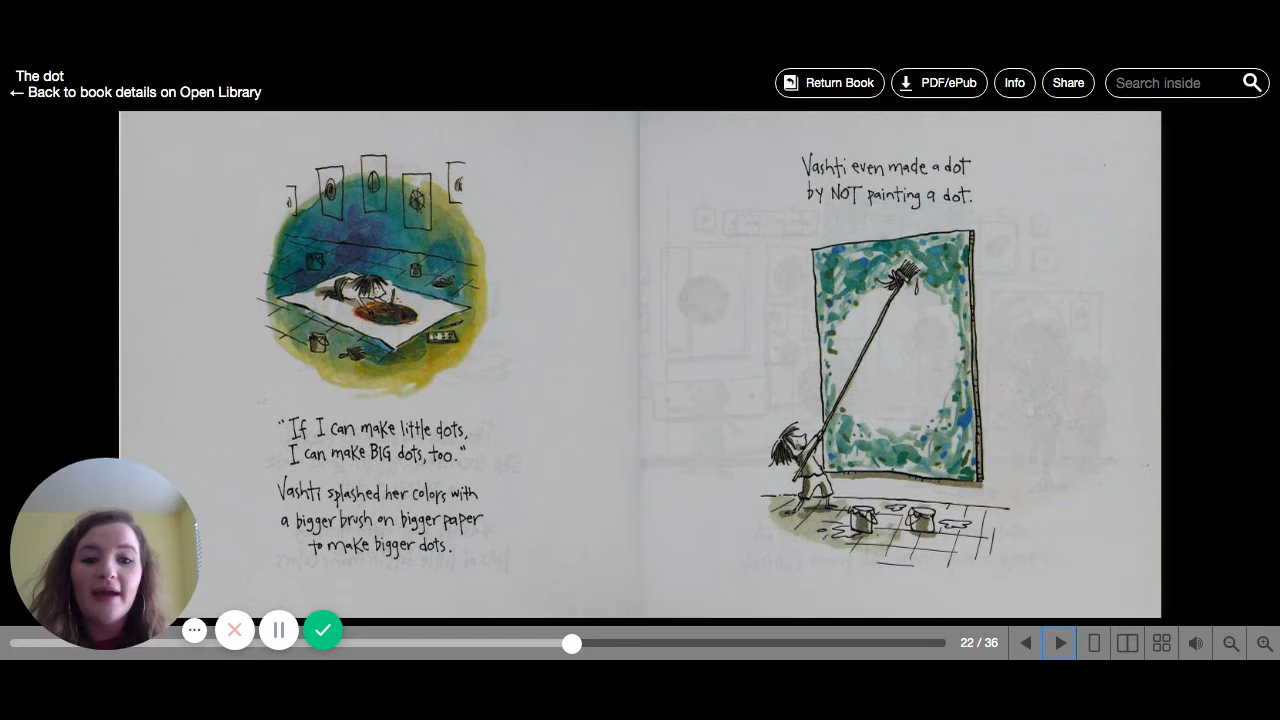 The dot
← Back to book details on Open Library
Return Book
PDF/ePub
Info
Share
Search inside
"If I can make little dots,
I can make BIG dots, too."
Vashti splashed her colors with
a bigger brush on bigger paper
to make bigger dots.
Vashti even made a dot
by NOT painting a dot.
22 / 36